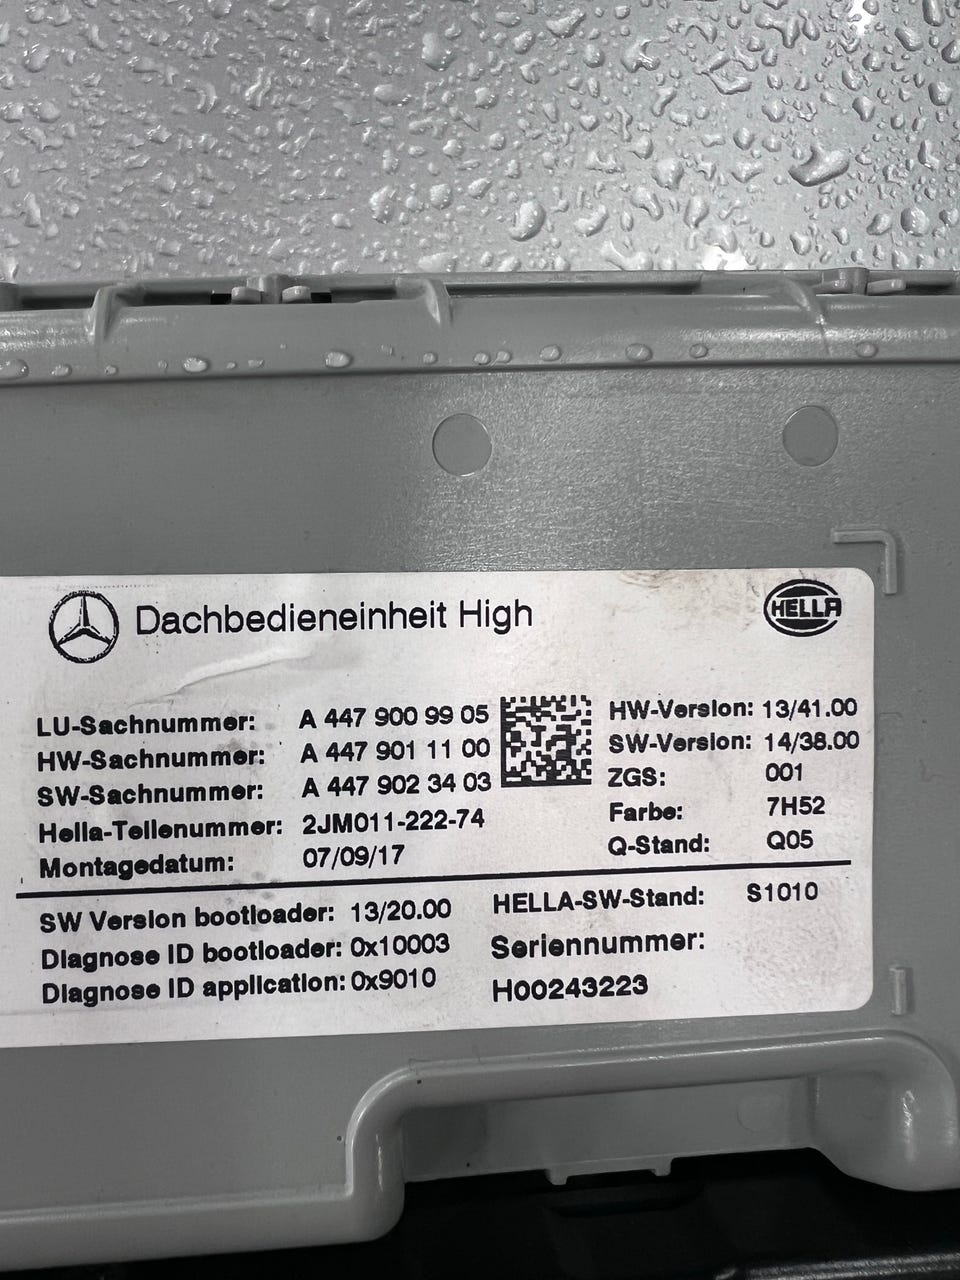 Dachbedieneinheit High
HELLA
LU-Sachnummer: A 447 900 99 05
HW-Sachnummer: A 447 901 11 00
SW-Sachnummer: A 447 902 34 03
Hella-Teilenummer: 2JM011-222-74
Montagedatum: 07/09/17
HW-Version: 13/41.00
SW-Version: 14/38.00
ZGS: 001
Farbe: 7H52
Q-Stand: Q05
SW Version bootloader: 13/20.00
Diagnose ID bootloader: 0x10003
Diagnose ID application: 0x9010
HELLA-SW-Stand: S1010
Seriennummer:
H00243223